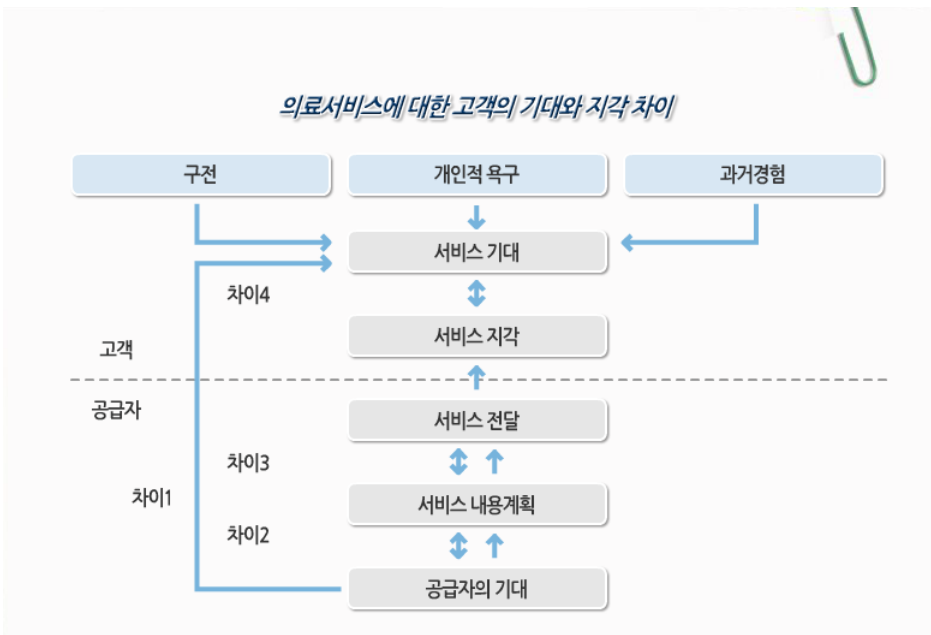 의료서비스에 대한 고객의 기대와 지각 차이
구전
개인적 욕구
과거경험
서비스 기대
차이4
서비스 지각
고객
공급자
서비스 전달
차이3
차이1
서비스 내용계획
차이2
공급자의 기대